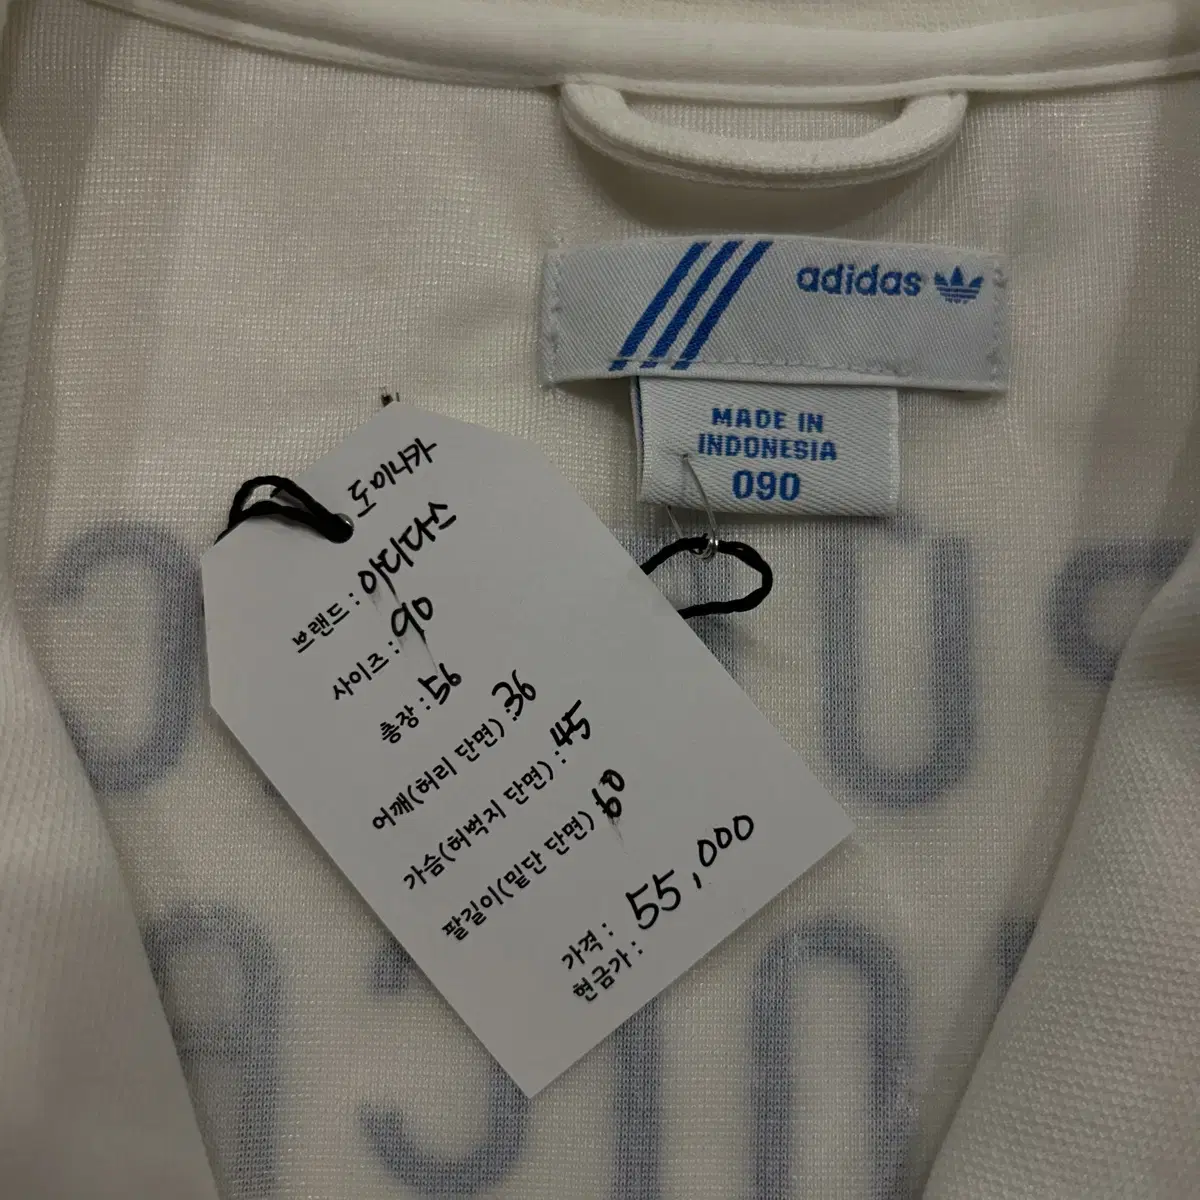 adidas
MADE IN
INDONESIA
090
도미나카
브랜드 : 아디다스
사이즈 : 90
총장 : 56
어깨(허리 단면) : 36
가슴(허벅지 단면) : 45
팔길이(밑단 단면) 60
가격 : 55,000
현금가 :